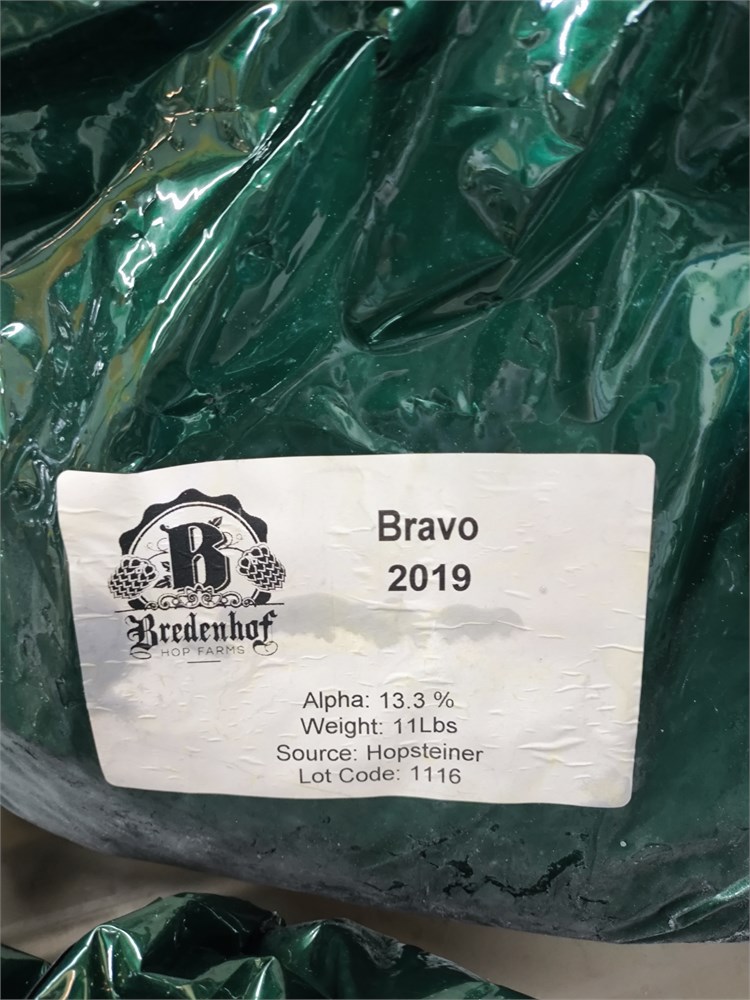 Bravo
2019
B
Bredenhof
HOP FARMS
Alpha: 13.3 %
Weight: 11Lbs
Source: Hopsteiner
Lot Code: 1116